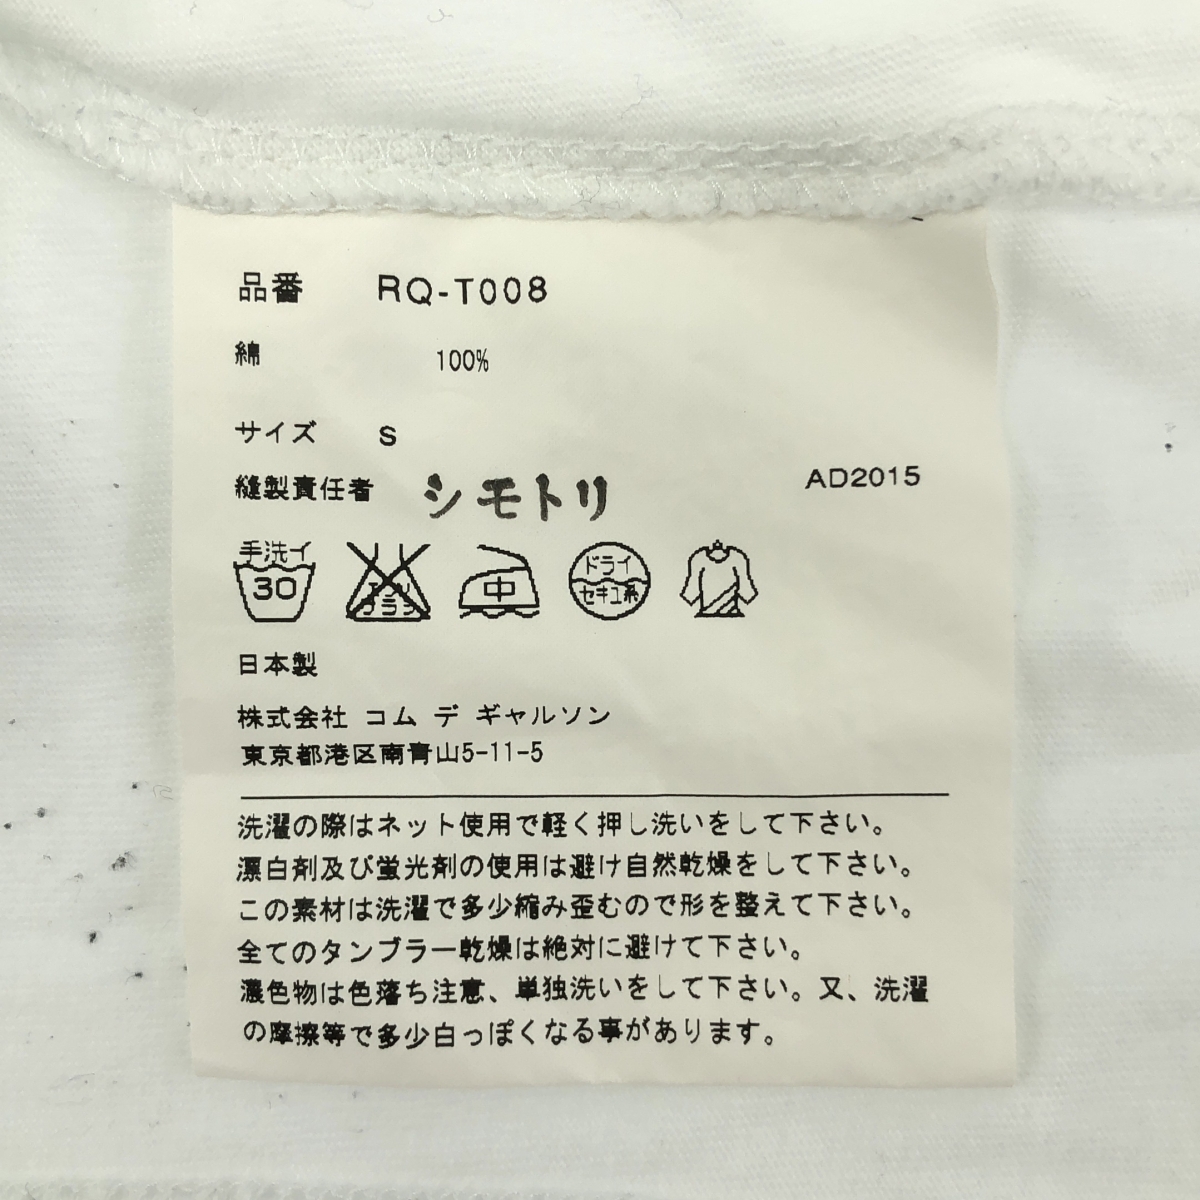 品番 RQ-T008
綿 100%
サイズ S
縫製責任者 シモトリ AD2015
手洗イ
30
エンソ
サラシ
中
ドライ
セキユ系
日本製
株式会社 コム デ ギャルソン
東京都港区南青山5-11-5
洗濯の際はネット使用で軽く押し洗いをして下さい。
漂白剤及び蛍光剤の使用は避け自然乾燥をして下さい。
この素材は洗濯で多少縮み歪むので形を整えて下さい。
全てのタンブラー乾燥は絶対に避けて下さい。
濃色物は色落ち注意、単独洗いをして下さい。又、洗濯
の摩擦等で多少白っぽくなる事があります。